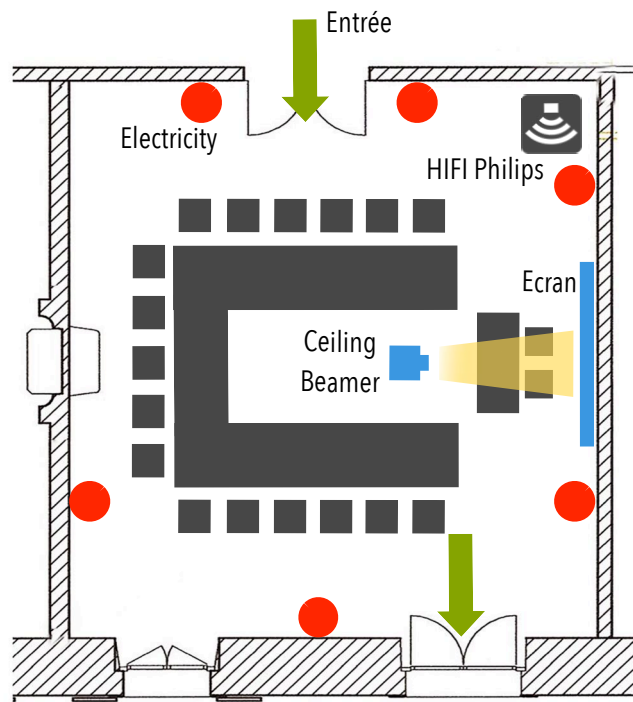 Entrée
Electricity
HIFI Philips
Ecran
Ceiling
Beamer